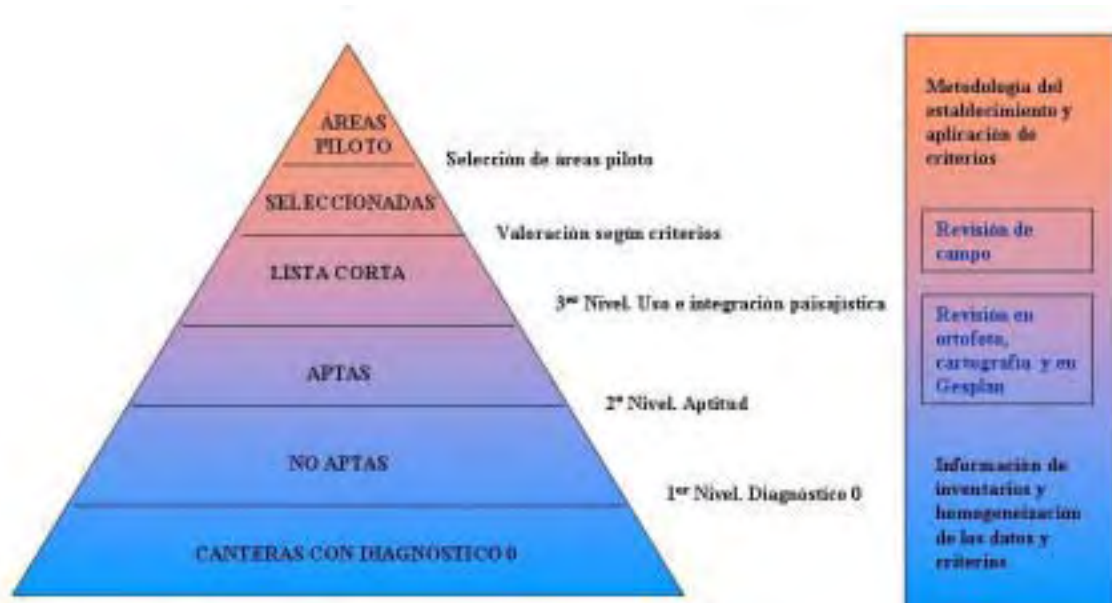 ÁREAS
PILOTO
Selección de áreas piloto
SELECCIONADAS
Valoración según criterios
LISTA CORTA
3er Nivel. Uso e integración paisajística
APTAS
2º Nivel. Aptitud
NO APTAS
1er Nivel. Diagnóstico 0
CANTERAS CON DIAGNÓSTICO 0
Metodología del
establecimiento y
aplicación de
criterios
Revisión de
campo
Revisión en
ortofoto,
cartografía y en
Gesplan
Información de
inventarios y
homogeneización
de los datos y
criterios